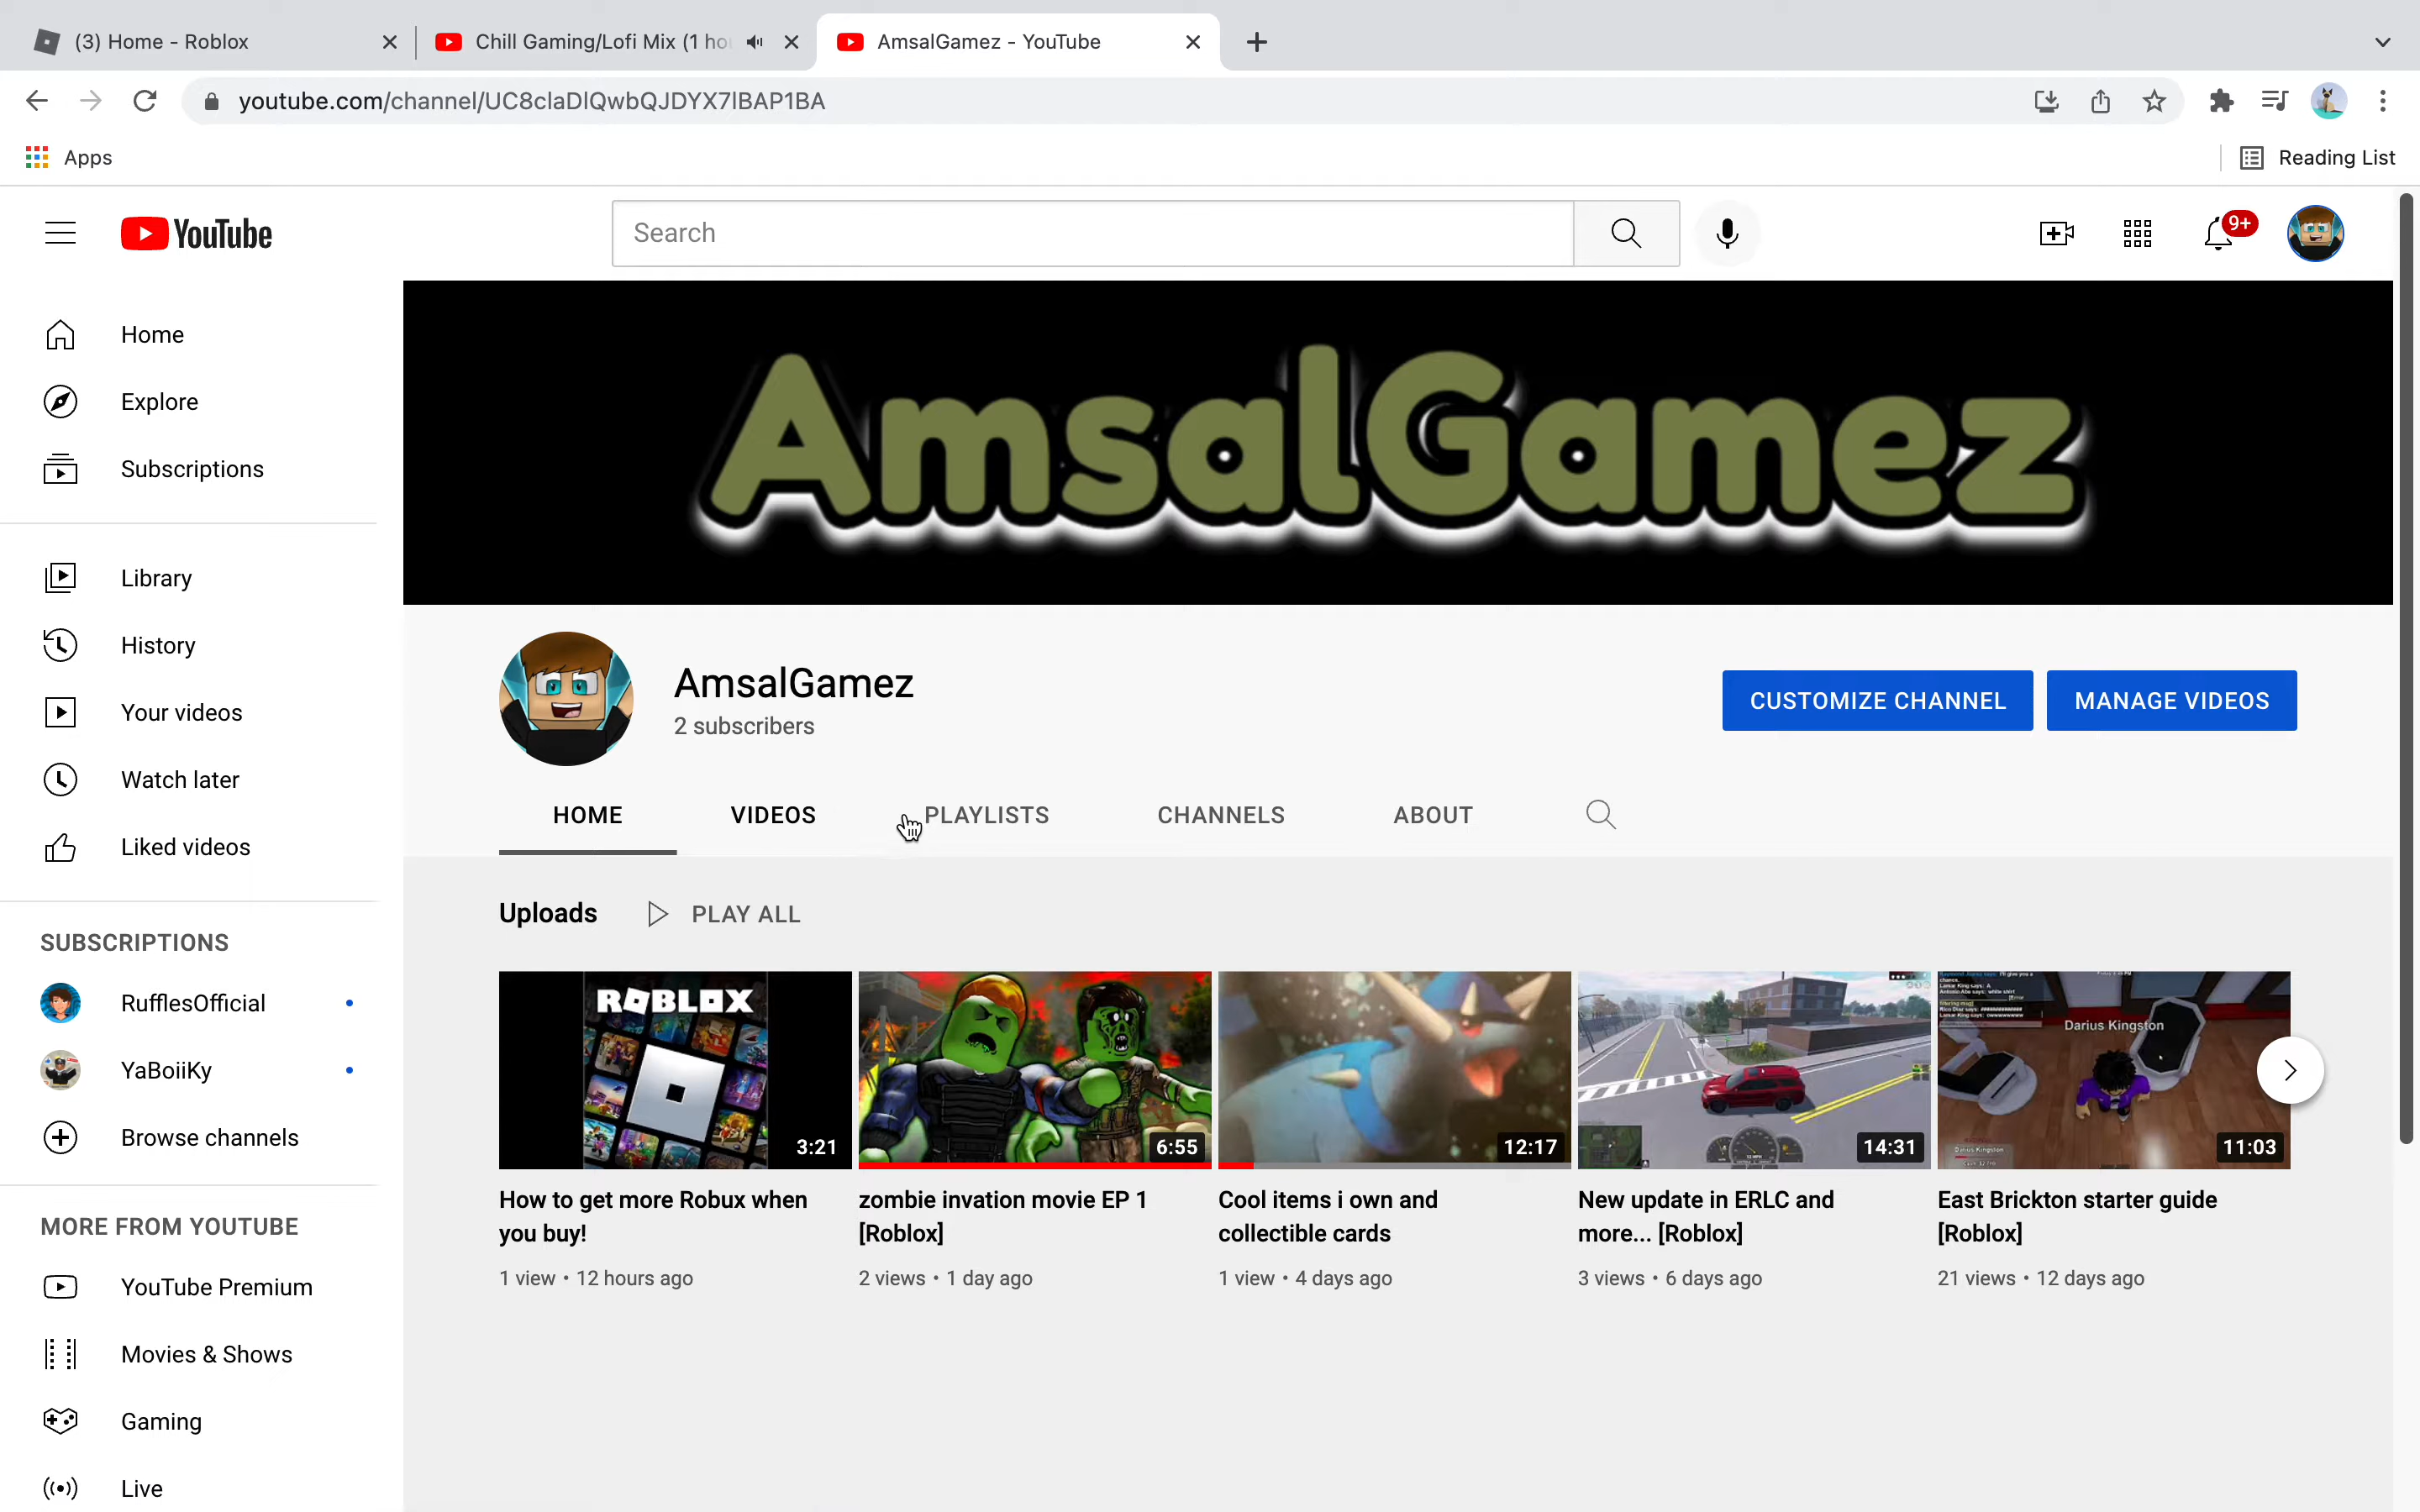 (3) Home - Roblox
Chill Gaming/Lofi Mix (1 ho
AmsalGamez - YouTube
youtube.com/channel/UC8claDlQwbQJDYX7lBAP1BA
Apps
Reading List
YouTube
Search
9+
Home
Explore
Subscriptions
Library
History
Your videos
Watch later
Liked videos
SUBSCRIPTIONS
RufflesOfficial
YaBoiiKy
Browse channels
MORE FROM YOUTUBE
YouTube Premium
Movies & Shows
Gaming
Live
AmsalGamez
AmsalGamez
2 subscribers
CUSTOMIZE CHANNEL
MANAGE VIDEOS
HOME
VIDEOS
PLAYLISTS
CHANNELS
ABOUT
Uploads
PLAY ALL
ROBLOX
3:21
6:55
12:17
14:31
Darius Kingston
11:03
How to get more Robux when
you buy!
1 view • 12 hours ago
zombie invation movie EP 1
[Roblox]
2 views • 1 day ago
Cool items i own and
collectible cards
1 view • 4 days ago
New update in ERLC and
more... [Roblox]
3 views • 6 days ago
East Brickton starter guide
[Roblox]
21 views • 12 days ago